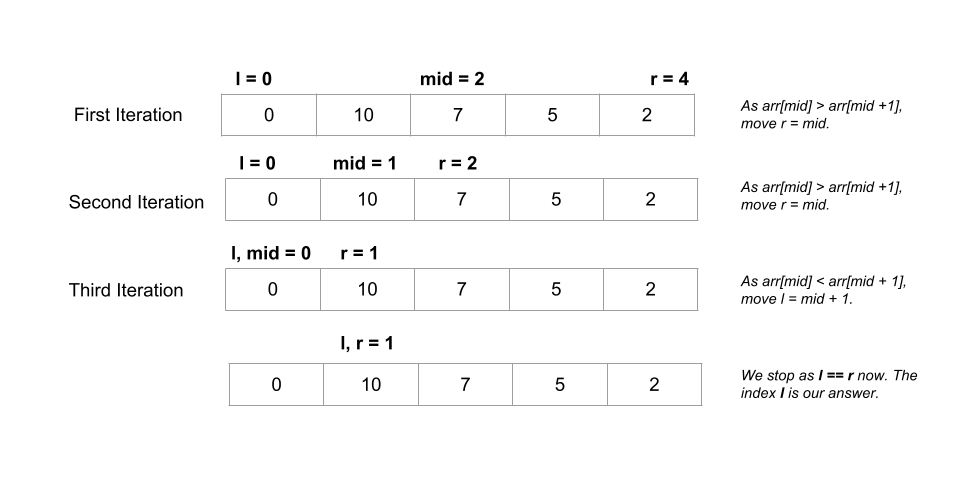 l = 0 mid = 2 r = 4
First Iteration 0 10 7 5 2 As arr[mid] > arr[mid +1],
move r = mid.
l = 0 mid = 1 r = 2
Second Iteration 0 10 7 5 2 As arr[mid] > arr[mid +1],
move r = mid.
l, mid = 0 r = 1
Third Iteration 0 10 7 5 2 As arr[mid] < arr[mid + 1],
move l = mid + 1.
l, r = 1
0 10 7 5 2 We stop as l == r now. The
index l is our answer.